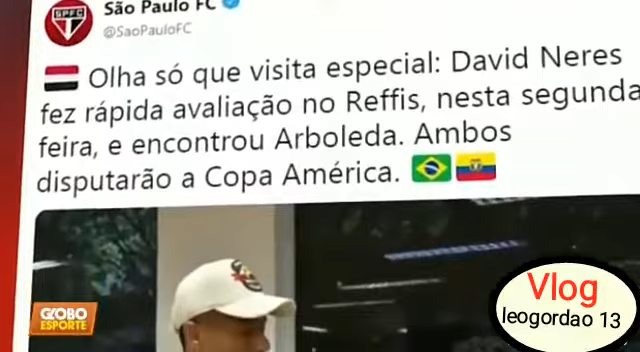 São Paulo FC
@SaoPauloFC
SPFC
Olha só que visita especial: David Neres
fez rápida avaliação no Reffis, nesta segunda
feira, e encontrou Arboleda. Ambos
disputarão a Copa América.
GLOBO
ESPORTE
Vlog
leogordao 13